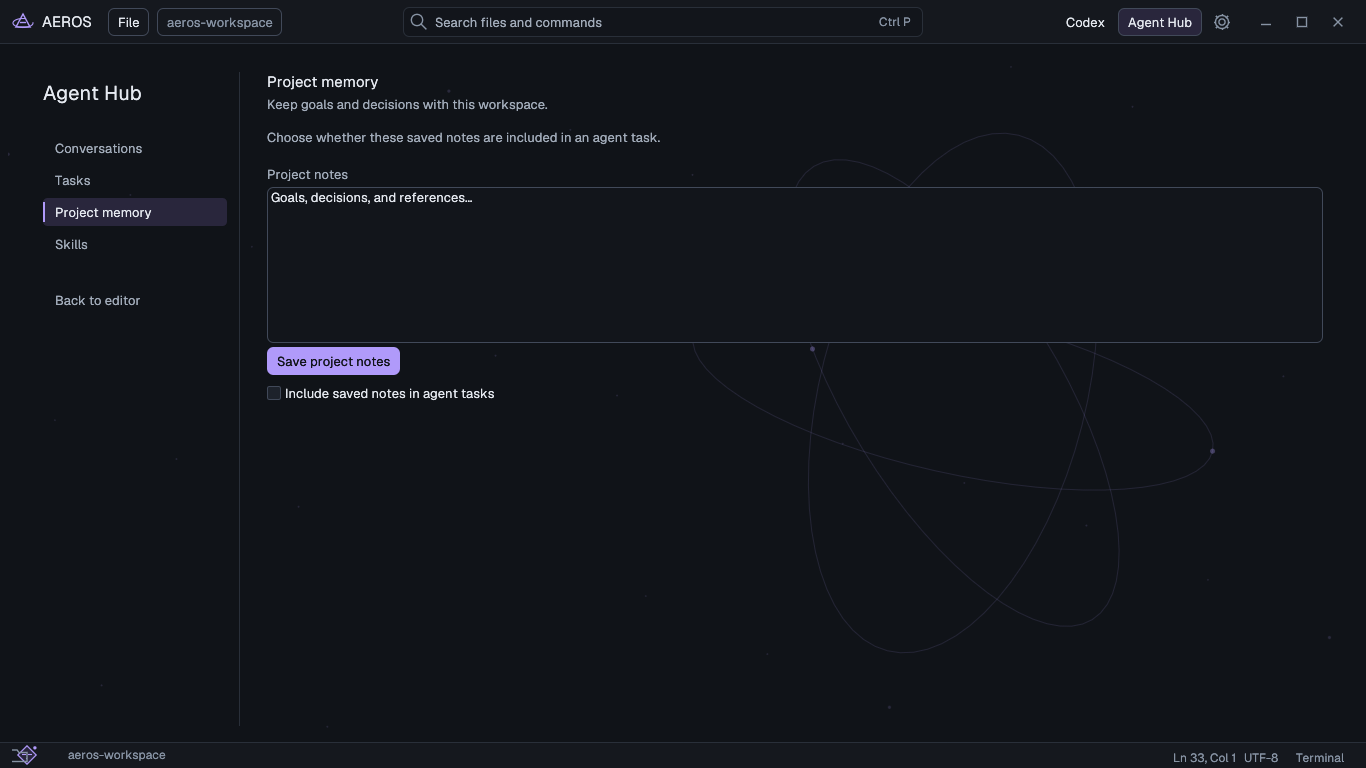 AEROS File aeros-workspace Search files and commands Ctrl P Codex Agent Hub
Agent Hub
Conversations
Tasks
Project memory
Skills
Back to editor
Project memory
Keep goals and decisions with this workspace.
Choose whether these saved notes are included in an agent task.
Project notes
Goals, decisions, and references...
Save project notes
Include saved notes in agent tasks
aeros-workspace Ln 33, Col 1 UTF-8 Terminal